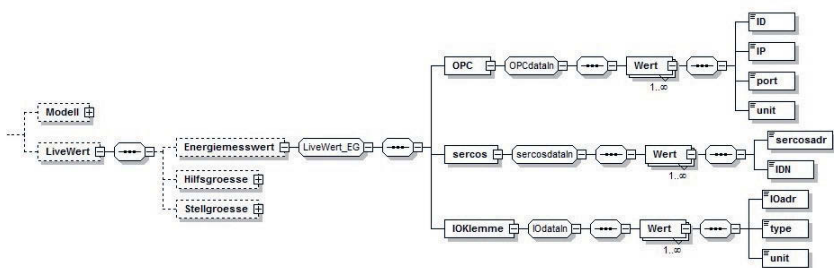 Modell
LiveWert
Energiemesswert
LiveWert_EG
Hilfsgroesse
Stellgroesse
OPC
OPCdataIn
Wert
1..∞
ID
IP
port
unit
sercos
sercosdataIn
Wert
1..∞
sercosadr
IDN
IOKlemme
IOdataIn
Wert
1..∞
IOadr
type
unit